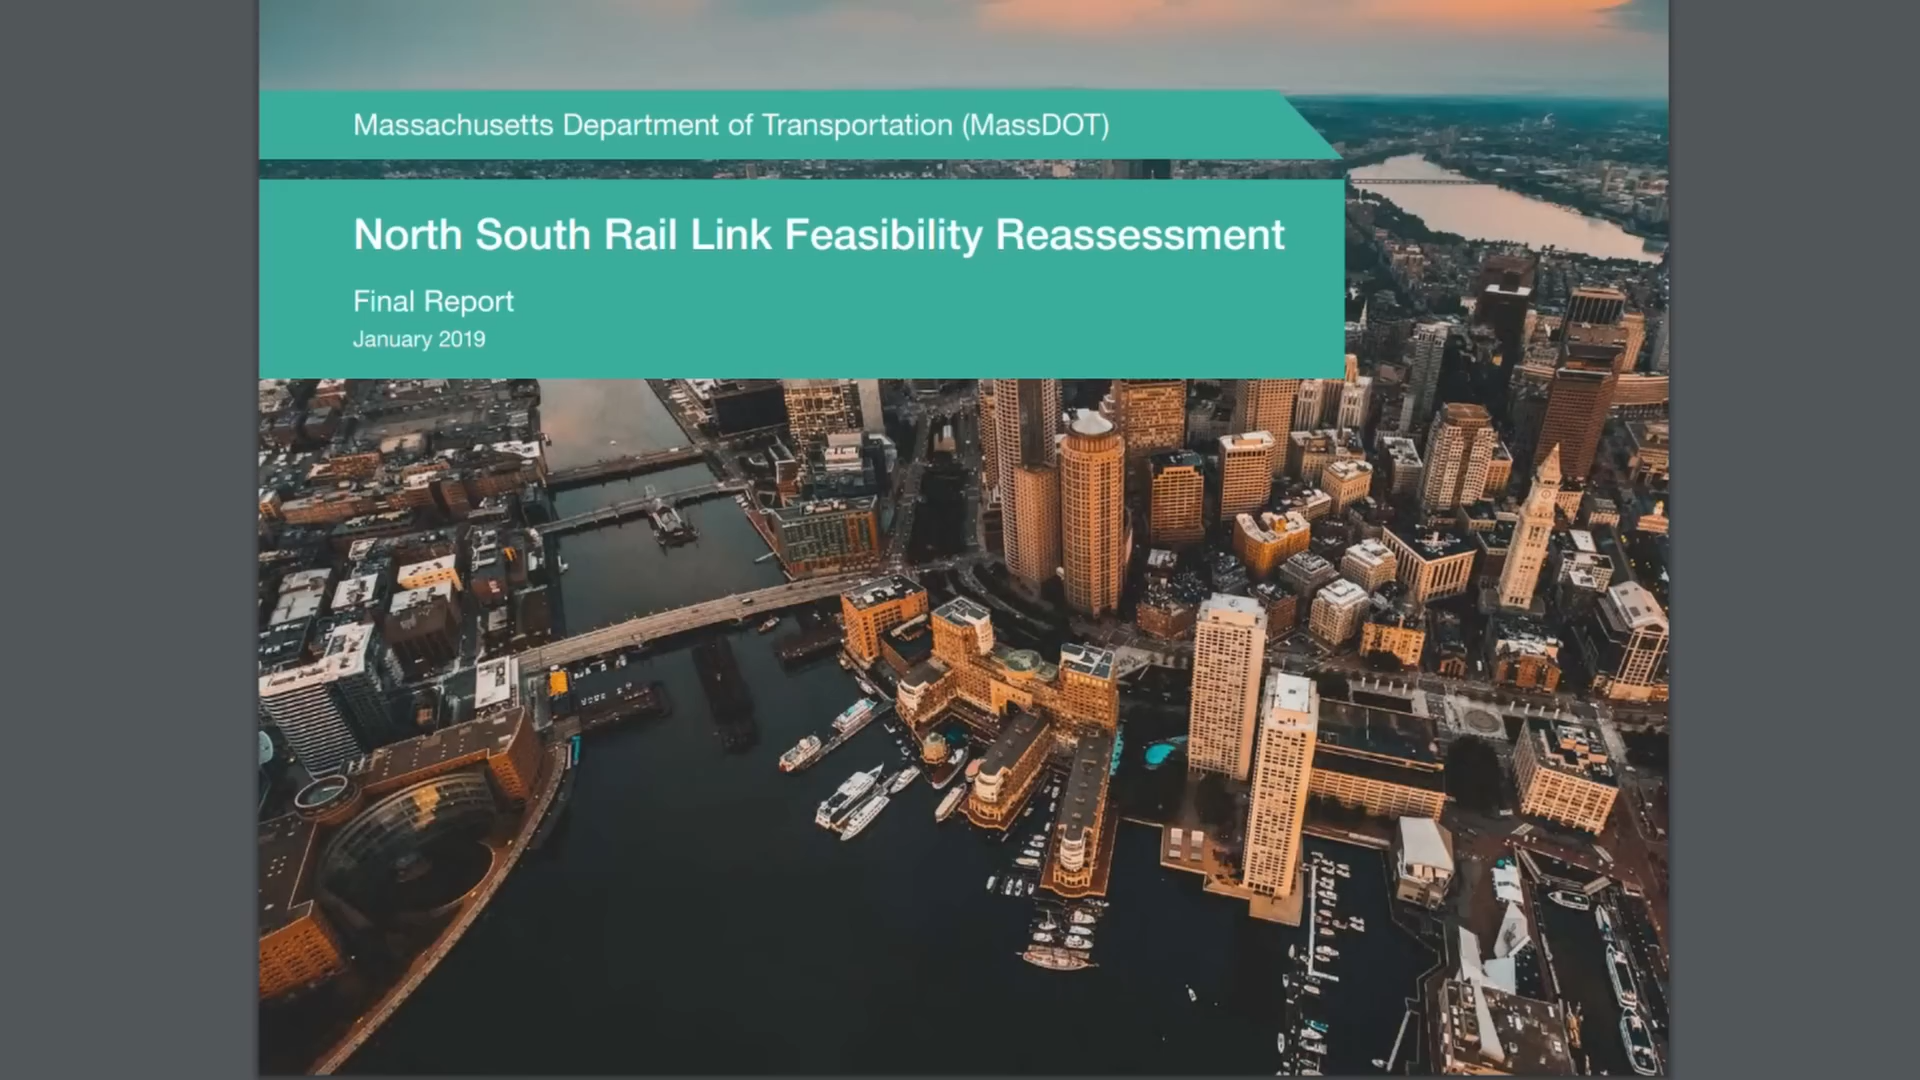 Massachusetts Department of Transportation (MassDOT)
North South Rail Link Feasibility Reassessment
Final Report
January 2019